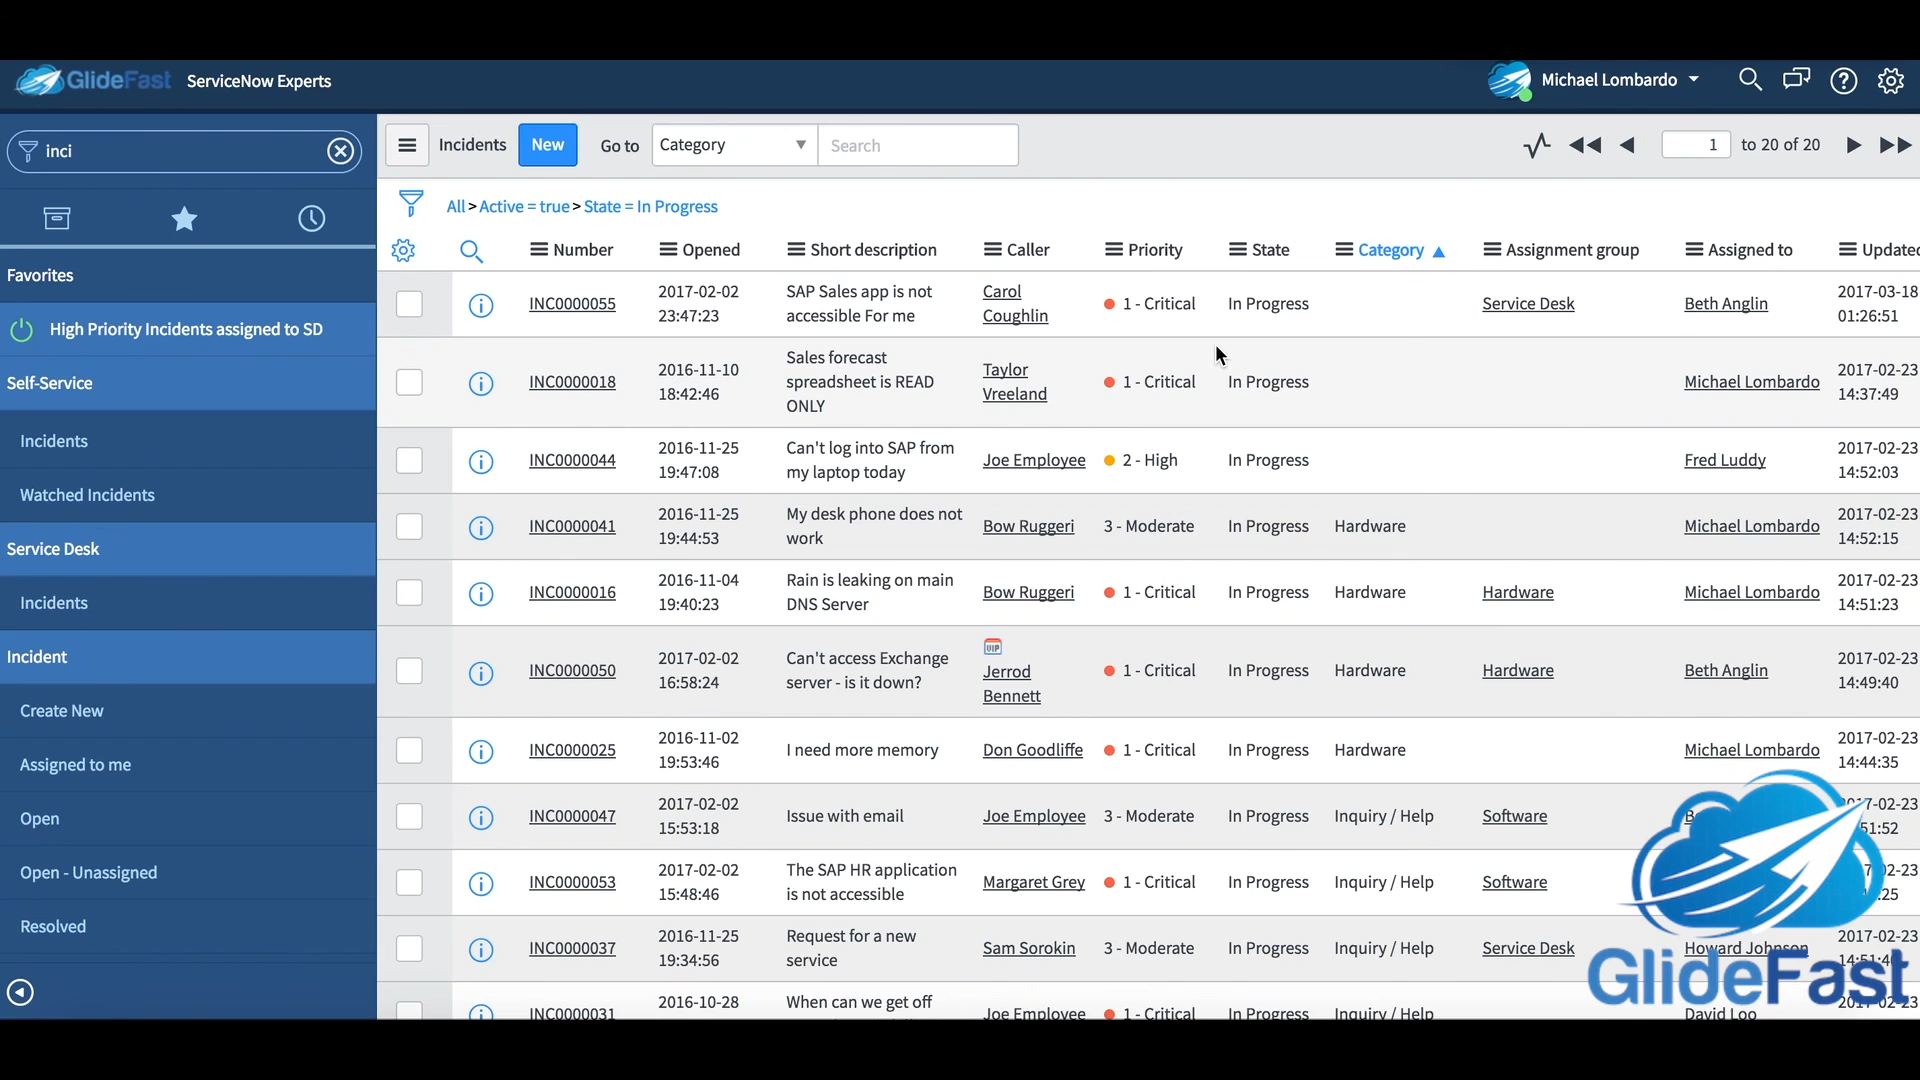 GlideFast ServiceNow Experts
Michael Lombardo
inci
Incidents New Go to Category Search
1 to 20 of 20
All > Active = true > State = In Progress
Number Opened Short description Caller Priority State Category Assignment group Assigned to Updated
Favorites
High Priority Incidents assigned to SD
Self-Service
Incidents
Watched Incidents
Service Desk
Incidents
Incident
Create New
Assigned to me
Open
Open - Unassigned
Resolved
INC0000055 2017-02-02 23:47:23 SAP Sales app is not accessible For me Carol Coughlin 1 - Critical In Progress Service Desk Beth Anglin 2017-03-18 01:26:51
INC0000018 2016-11-10 18:42:46 Sales forecast spreadsheet is READ ONLY Taylor Vreeland 1 - Critical In Progress Michael Lombardo 2017-02-23 14:37:49
INC0000044 2016-11-25 19:47:08 Can't log into SAP from my laptop today Joe Employee 2 - High In Progress Fred Luddy 2017-02-23 14:52:03
INC0000041 2016-11-25 19:44:53 My desk phone does not work Bow Ruggeri 3 - Moderate In Progress Hardware Michael Lombardo 2017-02-23 14:52:15
INC0000016 2016-11-04 19:40:23 Rain is leaking on main DNS Server Bow Ruggeri 1 - Critical In Progress Hardware Hardware Michael Lombardo 2017-02-23 14:51:23
INC0000050 2017-02-02 16:58:24 Can't access Exchange server - is it down? VIP Jerrod Bennett 1 - Critical In Progress Hardware Hardware Beth Anglin 2017-02-23 14:49:40
INC0000025 2016-11-02 19:53:46 I need more memory Don Goodliffe 1 - Critical In Progress Hardware Michael Lombardo 2017-02-23 14:44:35
INC0000047 2017-02-02 15:53:18 Issue with email Joe Employee 3 - Moderate In Progress Inquiry / Help Software
INC0000053 2017-02-02 15:48:46 The SAP HR application is not accessible Margaret Grey 1 - Critical In Progress Inquiry / Help Software
INC0000037 2016-11-25 19:34:56 Request for a new service Sam Sorokin 3 - Moderate In Progress Inquiry / Help Service Desk Howard Johnson 2017-02-23
INC0000031 2016-10-28 When can we get off Joe Employee 1 - Critical In Progress Inquiry / Help David Loo 2017-02-23
GlideFast